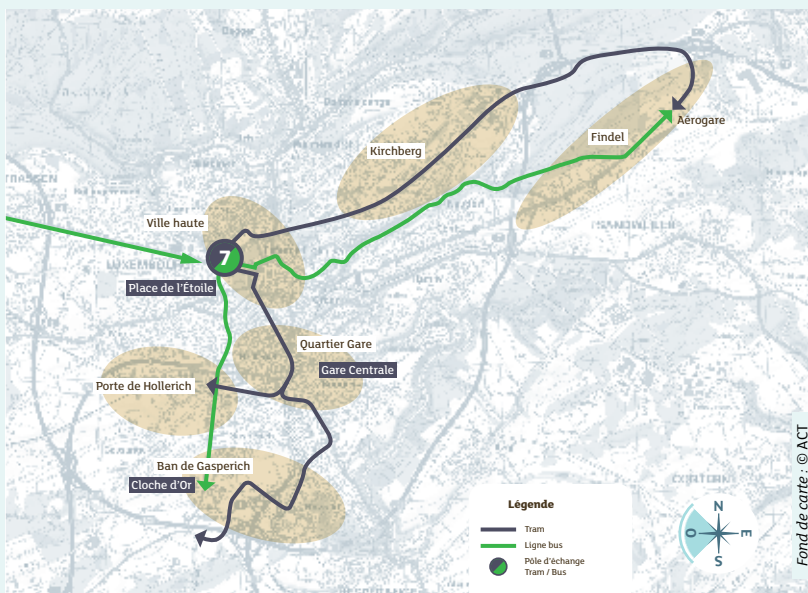 Aérogare
Findel
Kirchberg
Ville haute
7
Place de l'Étoile
Quartier Gare
Gare Centrale
Porte de Hollerich
Ban de Gasperich
Cloche d'Or
Légende
Tram
Ligne bus
Pôle d'échange
Tram / Bus
N
E
S
O
Fond de carte : © ACT